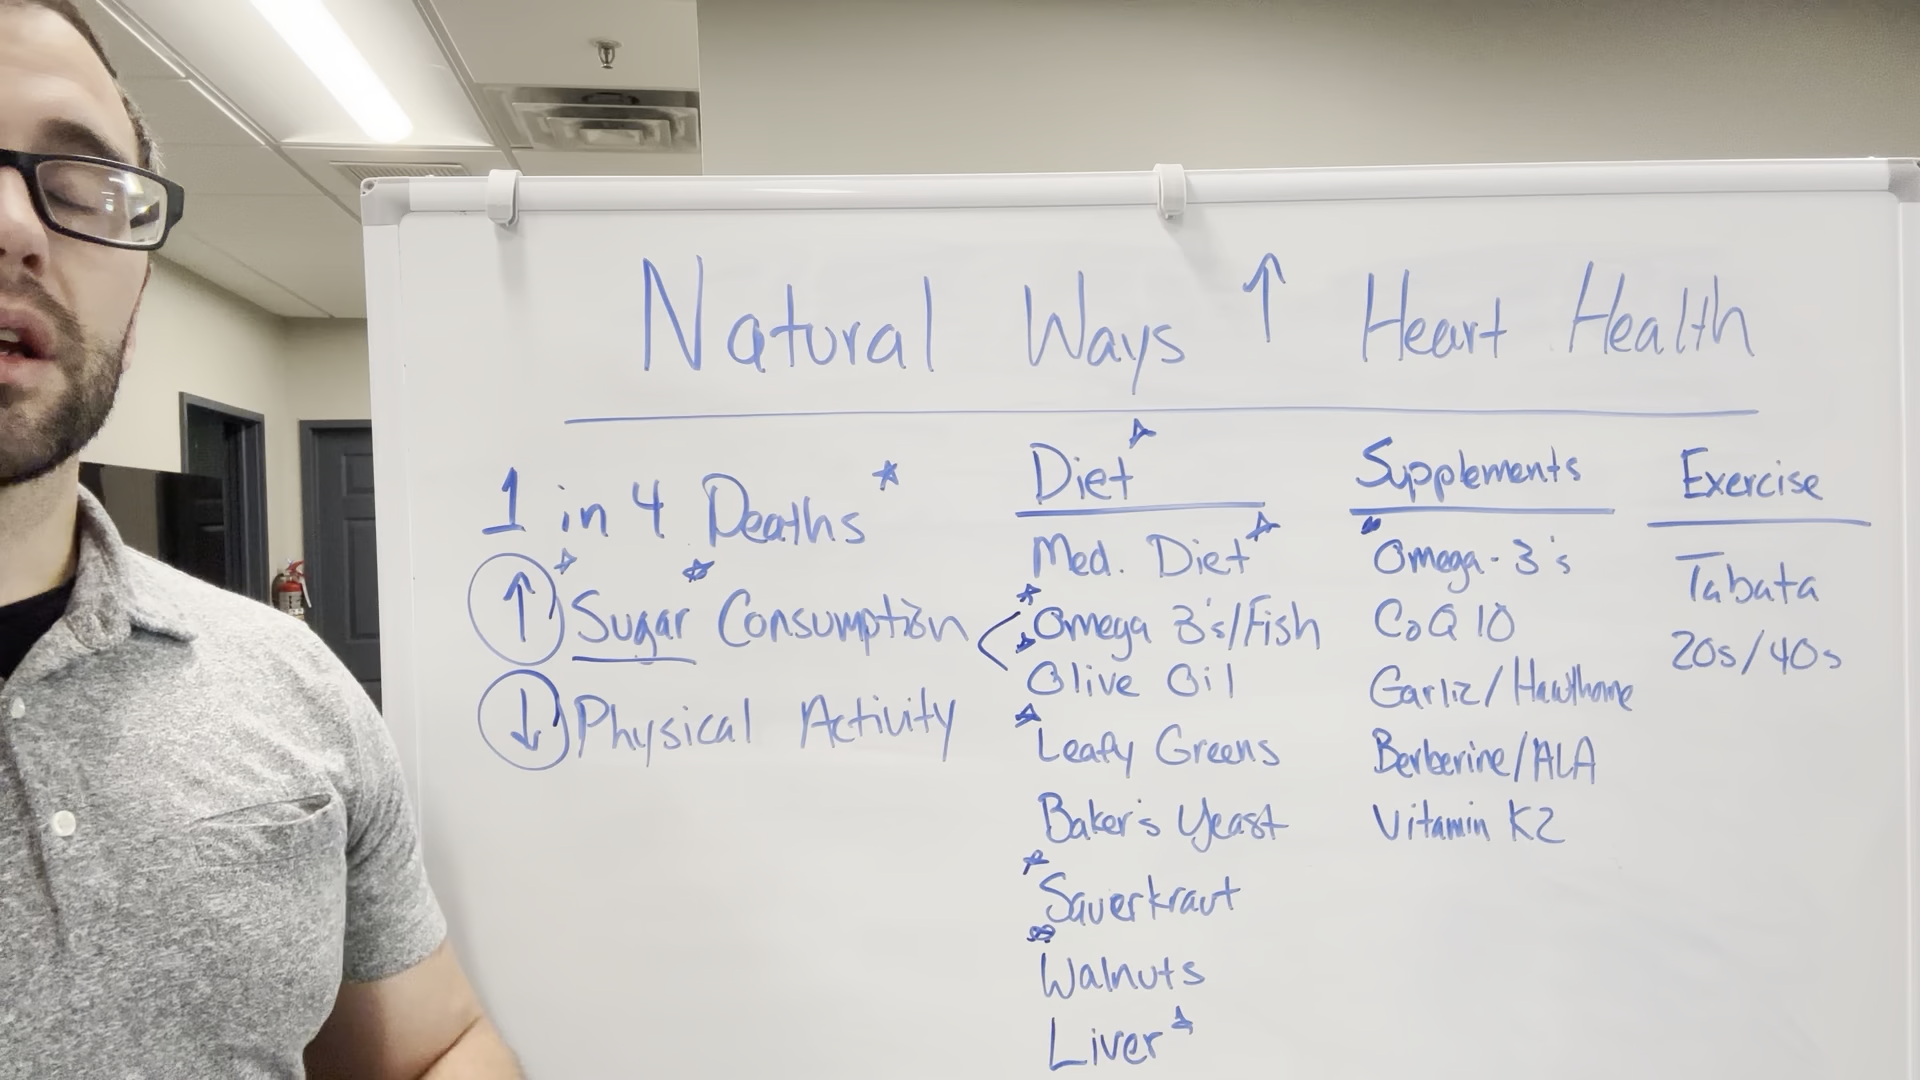 Natural Ways ↑ Heart Health
1 in 4 Deaths
↑ Sugar Consumption
↓ Physical Activity
Diet
Med. Diet
Omega 3's/Fish
Olive Oil
Leafy Greens
Baker's Yeast
Sauerkraut
Walnuts
Liver
Supplements
Omega-3's
CoQ10
Garlic/Hawthorne
Berberine/ALA
Vitamin K2
Exercise
Tabata
20s/40s